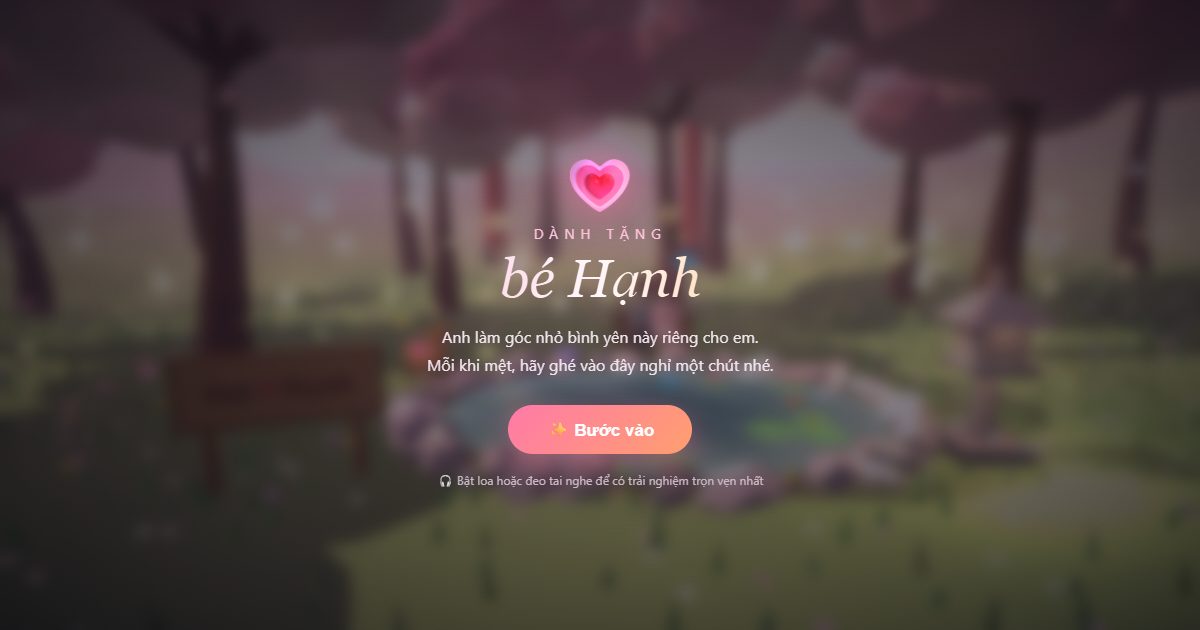 DÀNH TẶNG
bé Hạnh
Anh làm góc nhỏ bình yên này riêng cho em.
Mỗi khi mệt, hãy ghé vào đây nghỉ một chút nhé.
Bước vào
Bật loa hoặc đeo tai nghe để có trải nghiệm trọn vẹn nhất